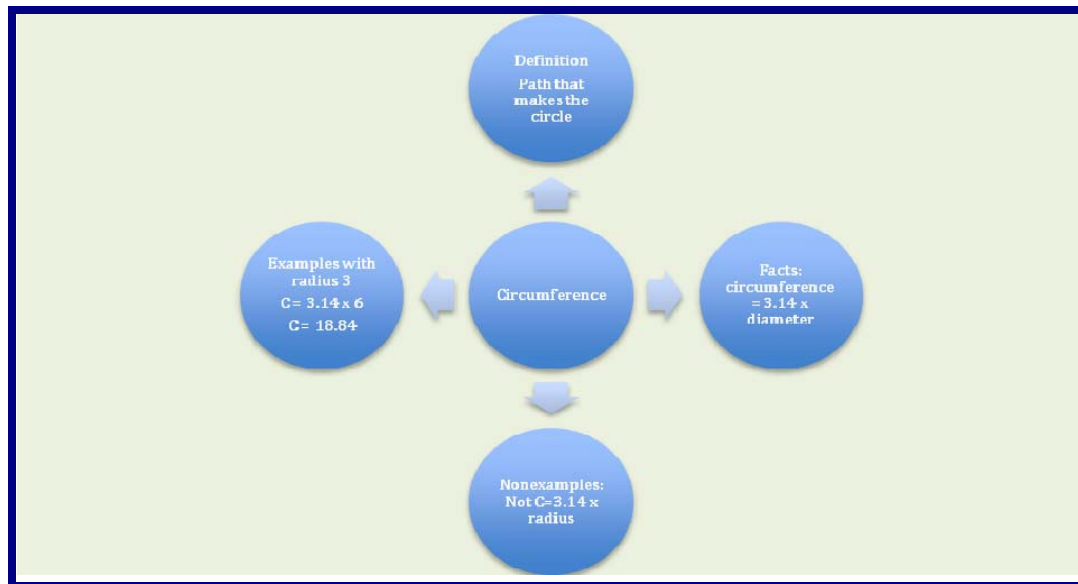 Definition
Path that
makes the
circle
Examples with
radius 3
C= 3.14 x 6
C= 18.84
Circumference
Facts:
circumference
= 3.14 x
diameter
Nonexamples:
Not C=3.14 x
radius